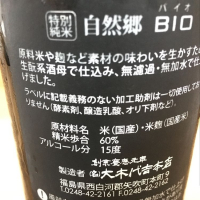 特別純米 自然郷 BIO バイオ
原料米や麹など素材の味わいを生かすため
生酛系酒母で仕込み、無濾過、無加水で仕
けました。
ラベルに記載義務のない加工助剤は一切使用してお
りません(酵素剤、醸造乳酸、オリ下剤など)、
原材料名:米(国産)・米麹(国産米)
精米歩合 60%
アルコール分 15度
製造者(名)大木代吉本店
福島県西白河郡矢吹町本町9
☎0248-42-2161 F.0248-42-2164